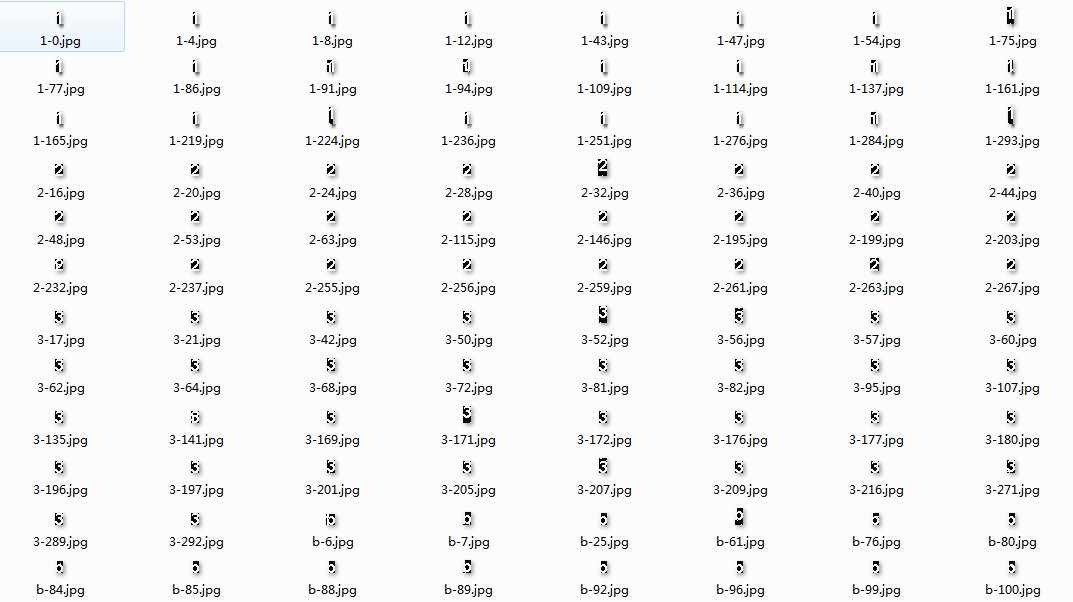 1-0.jpg 1-4.jpg 1-8.jpg 1-12.jpg 1-43.jpg 1-47.jpg 1-54.jpg 1-75.jpg
1-77.jpg 1-86.jpg 1-91.jpg 1-94.jpg 1-109.jpg 1-114.jpg 1-137.jpg 1-161.jpg
1-165.jpg 1-219.jpg 1-224.jpg 1-236.jpg 1-251.jpg 1-276.jpg 1-284.jpg 1-293.jpg
2-16.jpg 2-20.jpg 2-24.jpg 2-28.jpg 2-32.jpg 2-36.jpg 2-40.jpg 2-44.jpg
2-48.jpg 2-53.jpg 2-63.jpg 2-115.jpg 2-146.jpg 2-195.jpg 2-199.jpg 2-203.jpg
2-232.jpg 2-237.jpg 2-255.jpg 2-256.jpg 2-259.jpg 2-261.jpg 2-263.jpg 2-267.jpg
3-17.jpg 3-21.jpg 3-42.jpg 3-50.jpg 3-52.jpg 3-56.jpg 3-57.jpg 3-60.jpg
3-62.jpg 3-64.jpg 3-68.jpg 3-72.jpg 3-81.jpg 3-82.jpg 3-95.jpg 3-107.jpg
3-135.jpg 3-141.jpg 3-169.jpg 3-171.jpg 3-172.jpg 3-176.jpg 3-177.jpg 3-180.jpg
3-196.jpg 3-197.jpg 3-201.jpg 3-205.jpg 3-207.jpg 3-209.jpg 3-216.jpg 3-271.jpg
3-289.jpg 3-292.jpg b-6.jpg b-7.jpg b-25.jpg b-61.jpg b-76.jpg b-80.jpg
b-84.jpg b-85.jpg b-88.jpg b-89.jpg b-92.jpg b-96.jpg b-99.jpg b-100.jpg